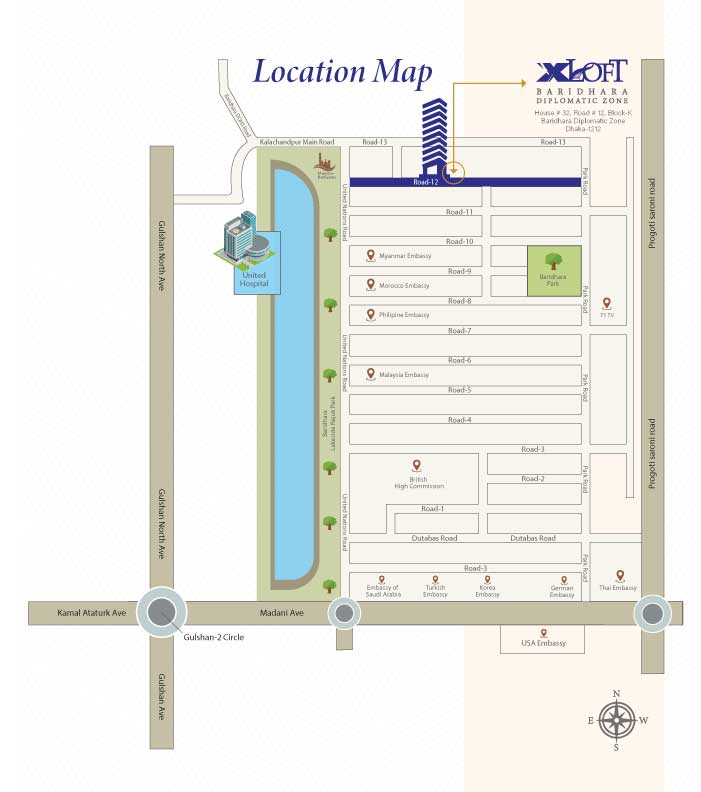 Location Map
XLOFT
BARIDHARA
DIPLOMATIC ZONE
House # 32, Road # 12, Block-K
Baridhara Diplomatic Zone
Dhaka-1212
Kalachandpur Main Road
Road-13
Road-13
Road-12
Road-11
Road-10
Myanmar Embassy
Road-9
Morocco Embassy
Road-8
Philipine Embassy
Road-7
Road-6
Malaysia Embassy
Road-5
Road-4
Road-3
Road-2
British
High Commission
Road-1
Dutabas Road
Dutabas Road
Road-3
Embassy of
Saudi Arabia
Turkish
Embassy
Korea
Embassy
German
Embassy
Thai Embassy
Baridhara
Park
71 TV
United
Hospital
United Nations Road
United Nations Road
United Nations Road
Park Road
Park Road
Park Road
Park Road
Park Road
Progoti saroni road
Progoti saroni road
Gulshan North Ave
Gulshan North Ave
Gulshan Ave
Baridhara
Lakeside Rajuk Park
Kamal Ataturk Ave
Madani Ave
Gulshan-2 Circle
USA Embassy
N
E
W
S